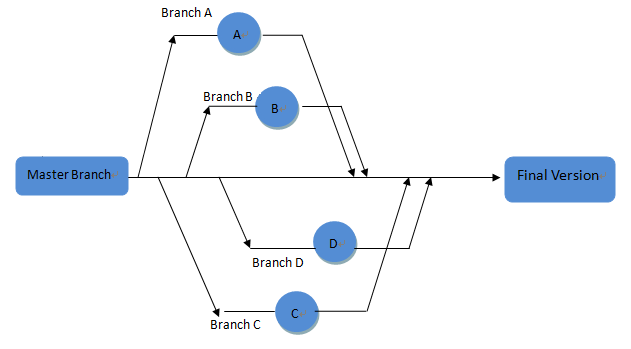 Branch A
A
Branch B
B
Master Branch
Final Version
D
Branch D
C
Branch C